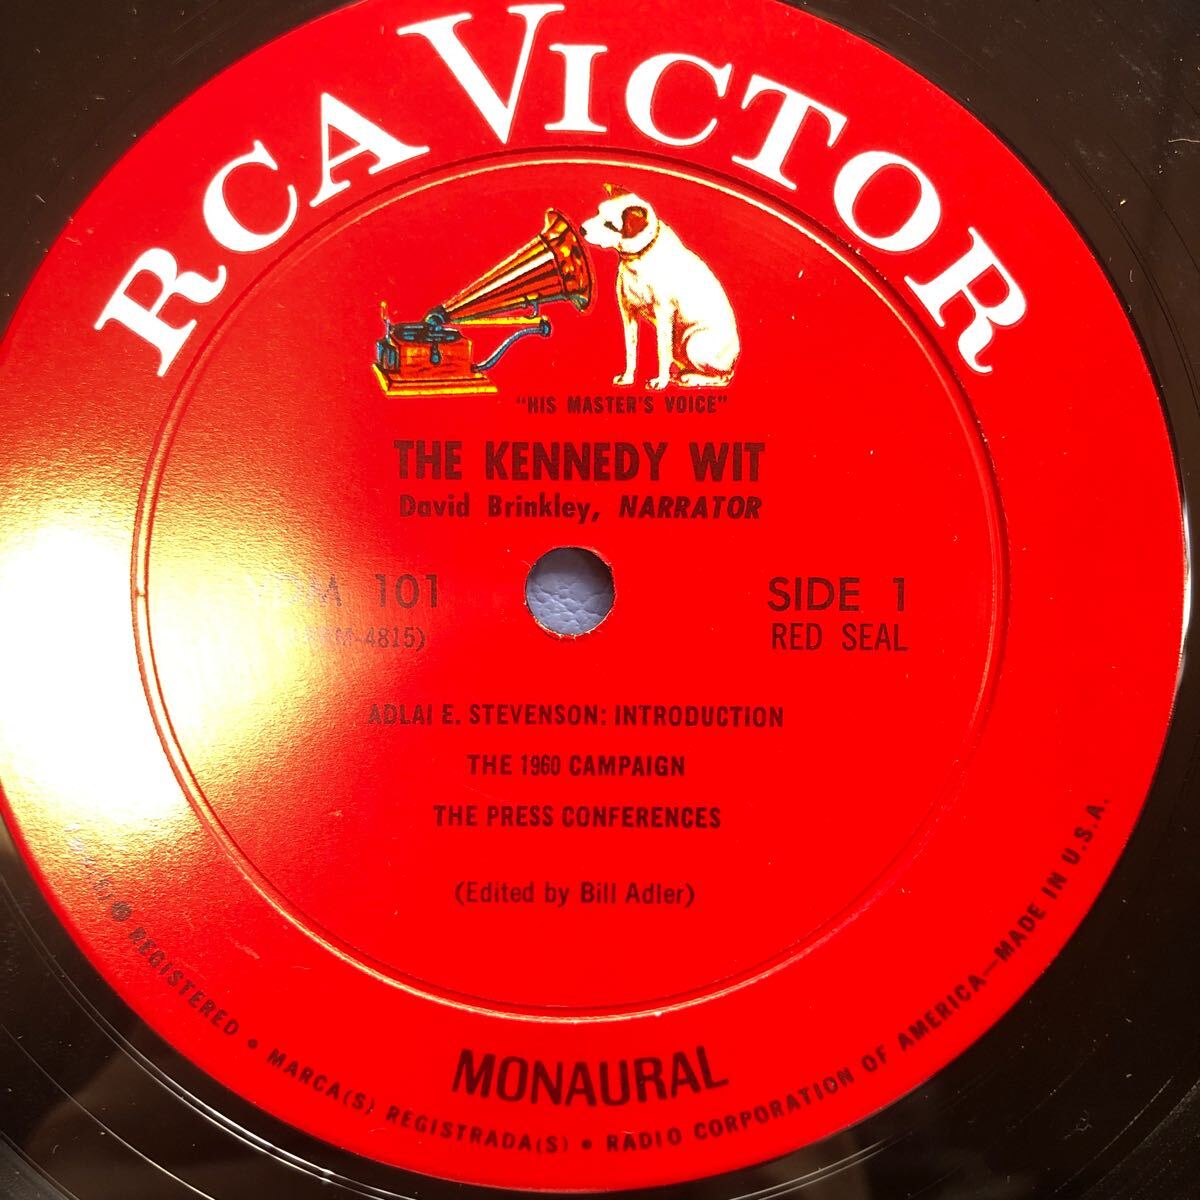 RCA VICTOR
"HIS MASTER'S VOICE"
THE KENNEDY WIT
David Brinkley, NARRATOR
101
SIDE 1
RED SEAL
ADLAI E. STEVENSON: INTRODUCTION
THE 1960 CAMPAIGN
THE PRESS CONFERENCES
(Edited by Bill Adler)
MONAURAL
® REGISTERED • MARCA(S) REGISTRADA(S) • RADIO CORPORATION OF AMERICA—MADE IN U.S.A.